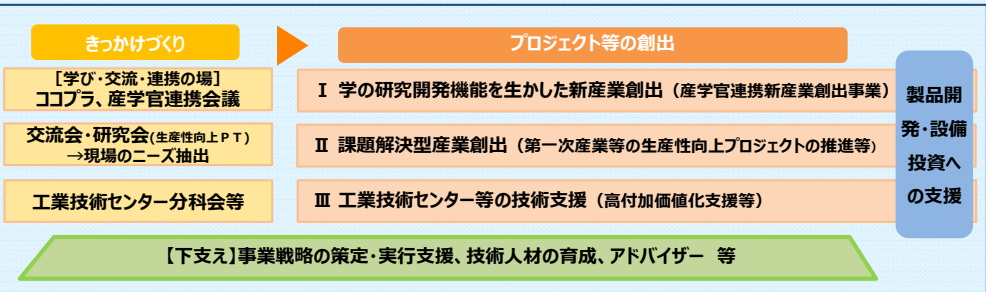 きっかけづくり
プロジェクト等の創出
［学び・交流・連携の場］
ココプラ、産学官連携会議
Ⅰ 学の研究開発機能を生かした新産業創出（産学官連携新産業創出事業）
交流会・研究会(生産性向上ＰＴ)
→現場のニーズ抽出
Ⅱ 課題解決型産業創出（第一次産業等の生産性向上プロジェクトの推進等）
工業技術センター分科会等
Ⅲ 工業技術センター等の技術支援（高付加価値化支援等）
製品開
発・設備
投資へ
の支援
【下支え】事業戦略の策定・実行支援、技術人材の育成、アドバイザー 等